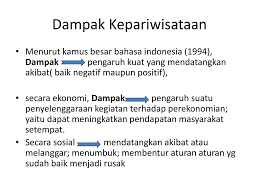 Dampak Kepariwisataan
• Menurut kamus besar bahasa indonesia (1994),
Dampak pengaruh kuat yang mendatangkan
akibat( baik negatif maupun positif),
• secara ekonomi, Dampak pengaruh suatu
penyelenggaraan kegiatan terhadap perekonomian;
yaitu dapat meningkatkan pendapatan masyarakat
setempat.
• Secara sosial mendatangkan akibat atau
melanggar; menumbuk; membentur aturan aturan yg
sudah baik menjadi rusak